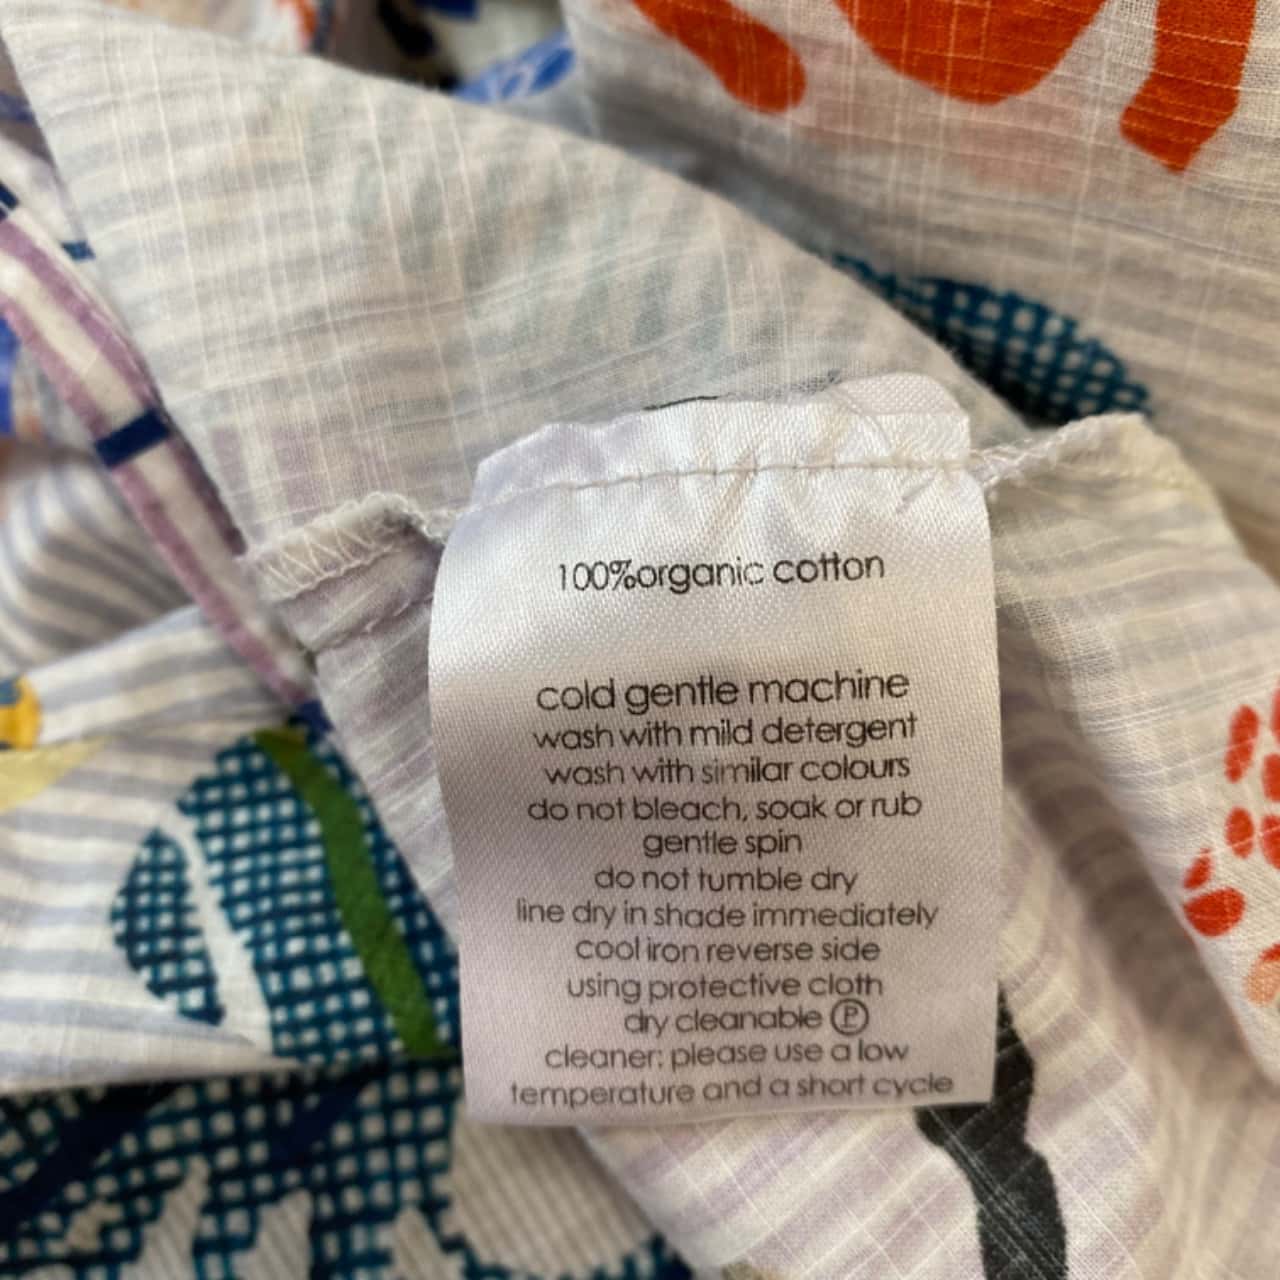 100%organic cotton
cold gentle machine
wash with mild detergent
wash with similar colours
do not bleach, soak or rub
gentle spin
do not tumble dry
line dry in shade immediately
cool iron reverse side
using protective cloth
dry cleanable Ⓟ
cleaner; please use a low
temperature and a short cycle